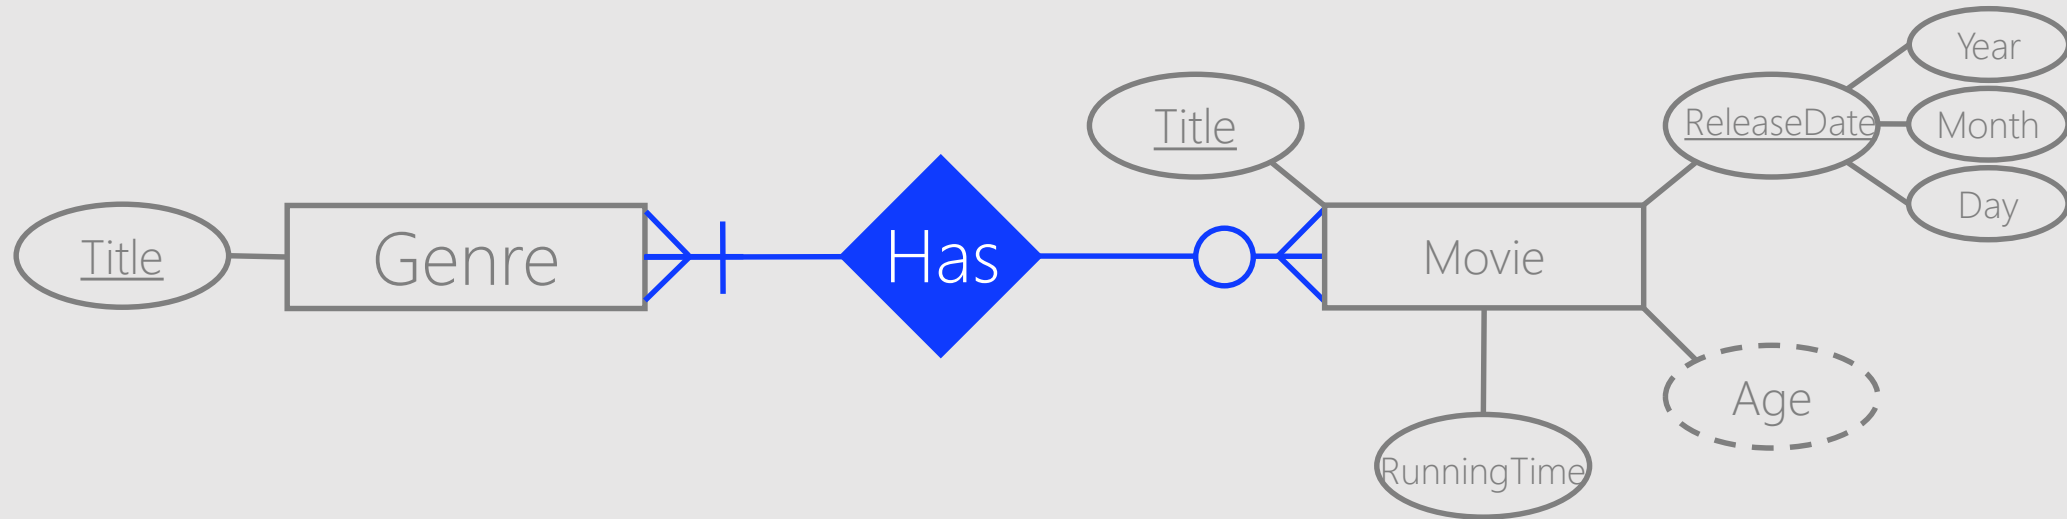 Title
Genre
Has
Title
Movie
ReleaseDate
Year
Month
Day
Age
RunningTime